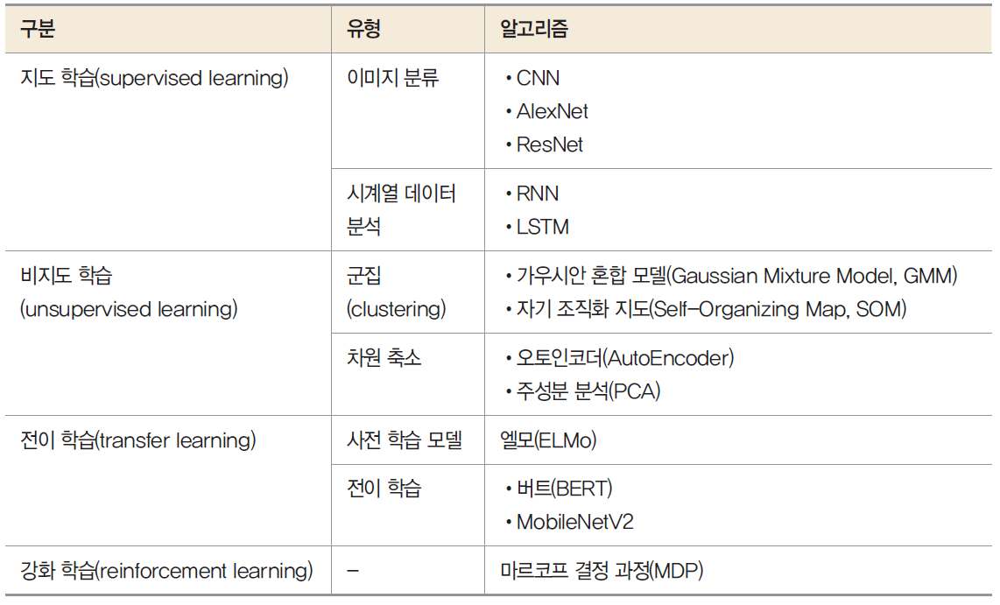 구분 유형 알고리즘
지도 학습(supervised learning) 이미지 분류 • CNN
• AlexNet
• ResNet
시계열 데이터 • RNN
분석 • LSTM
비지도 학습 군집 • 가우시안 혼합 모델(Gaussian Mixture Model, GMM)
(unsupervised learning) (clustering) • 자기 조직화 지도(Self-Organizing Map, SOM)
차원 축소 • 오토인코더(AutoEncoder)
• 주성분 분석(PCA)
전이 학습(transfer learning) 사전 학습 모델 엘모(ELMo)
전이 학습 • 버트(BERT)
• MobileNetV2
강화 학습(reinforcement learning) – 마르코프 결정 과정(MDP)